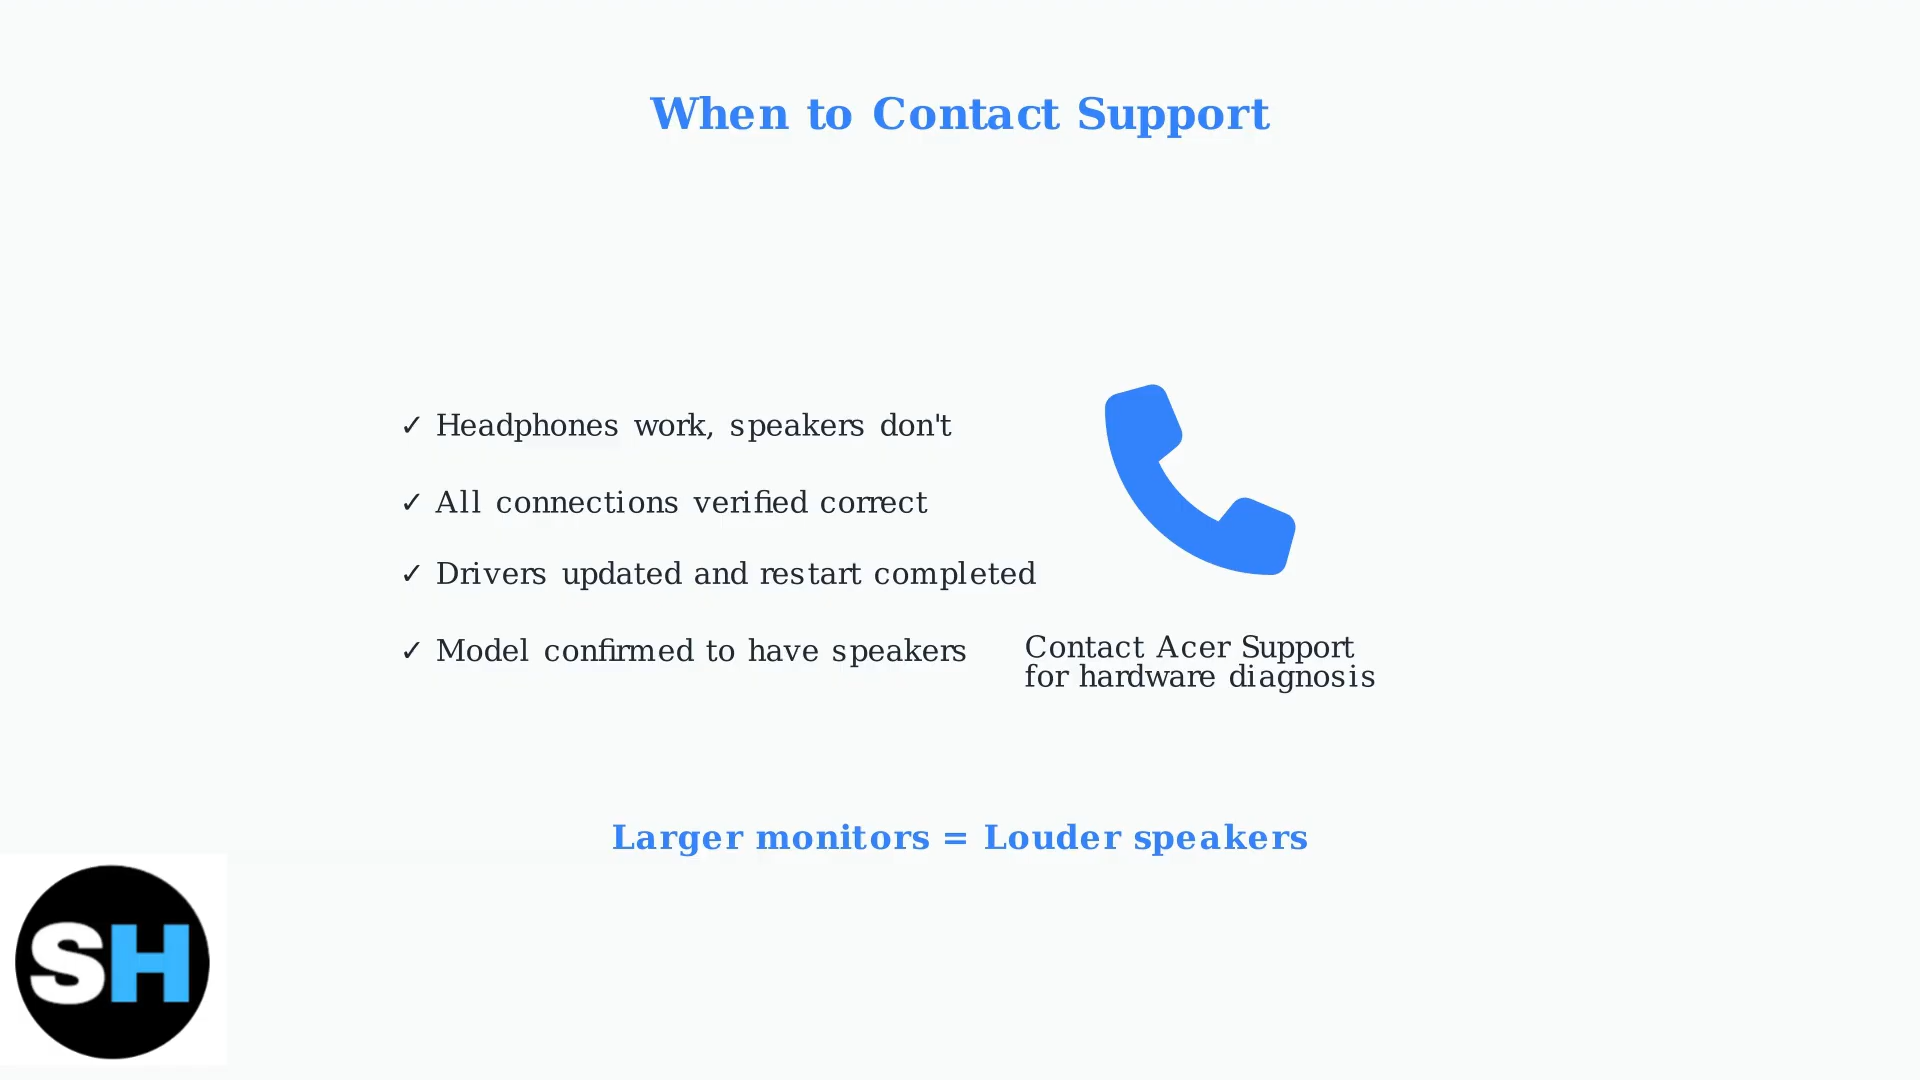 When to Contact Support
✓ Headphones work, speakers don't
✓ All connections verified correct
✓ Drivers updated and restart completed
✓ Model confirmed to have speakers
Contact Acer Support
for hardware diagnosis
Larger monitors = Louder speakers
SH